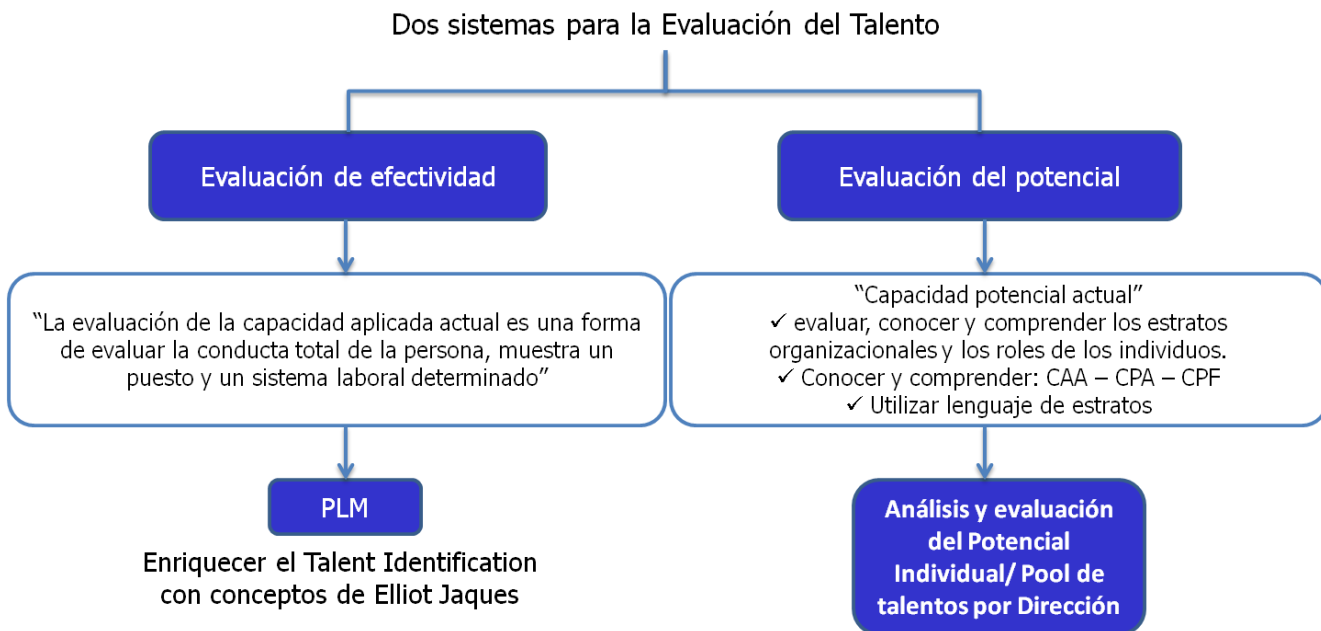 Dos sistemas para la Evaluación del Talento
Evaluación de efectividad
Evaluación del potencial
“La evaluación de la capacidad aplicada actual es una forma
de evaluar la conducta total de la persona, muestra un
puesto y un sistema laboral determinado”
“Capacidad potencial actual”
✓ evaluar, conocer y comprender los estratos
organizacionales y los roles de los individuos.
✓ Conocer y comprender: CAA – CPA – CPF
✓ Utilizar lenguaje de estratos
PLM
Enriquecer el Talent Identification
con conceptos de Elliot Jaques
Análisis y evaluación
del Potencial
Individual/ Pool de
talentos por Dirección